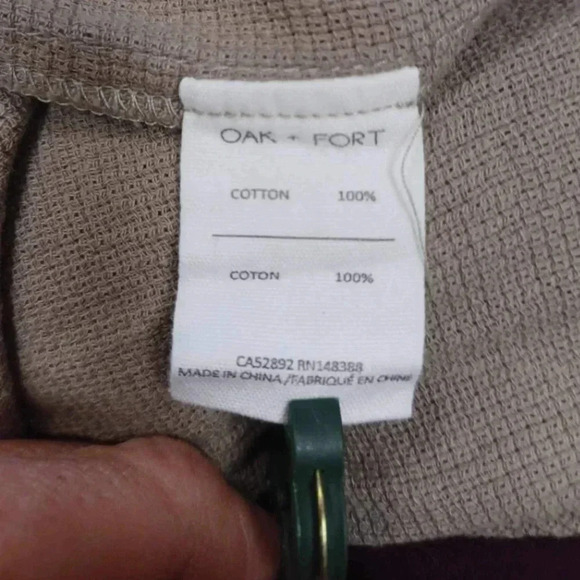 OAK + FORT
COTTON 100%
COTON 100%
CA52892 RN148388
MADE IN CHINA/FABRIQUÉ EN CHINE